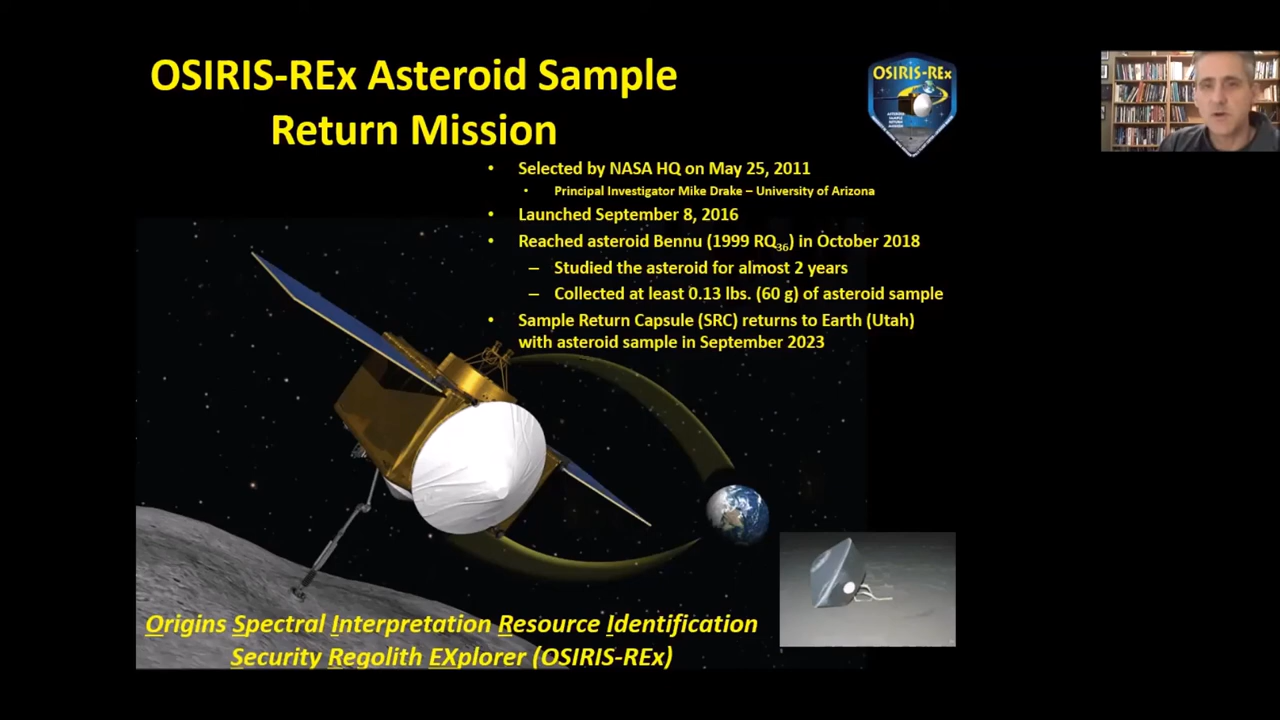 OSIRIS-REx Asteroid Sample
Return Mission
OSIRIS-REx
ASTEROID
SAMPLE
RETURN
MISSION
• Selected by NASA HQ on May 25, 2011
• Principal Investigator Mike Drake – University of Arizona
• Launched September 8, 2016
• Reached asteroid Bennu (1999 RQ36) in October 2018
– Studied the asteroid for almost 2 years
– Collected at least 0.13 lbs. (60 g) of asteroid sample
• Sample Return Capsule (SRC) returns to Earth (Utah)
with asteroid sample in September 2023
Origins Spectral Interpretation Resource Identification
Security Regolith EXplorer (OSIRIS-REx)